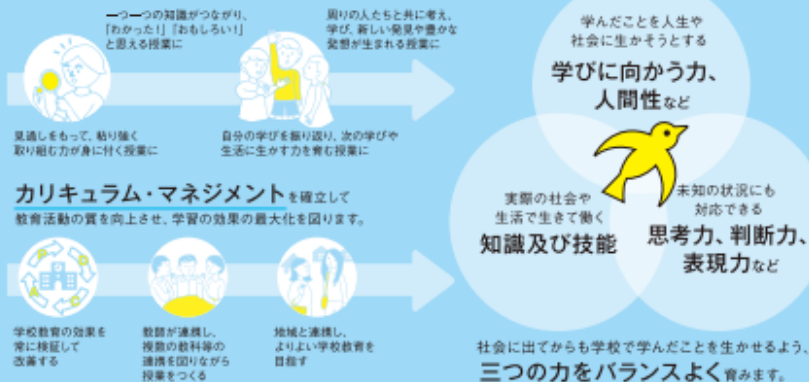 一つ一つの知識がつながり、
「わかった!」「おもしろい!」
と思える授業に
周りの人たちと共に考え、
学び、新しい発見や豊かな
発想が生まれる授業に
見通しをもって、粘り強く
取り組む力が身に付く授業に
自分の学びを振り返り、次の学びや
生活に生かす力を育む授業に
カリキュラム・マネジメントを確立して
教育活動の質を向上させ、学習の効果の最大化を図ります。
学校教育の効果を
常に検証して
改善する
教師が連携し、
複数の教科等の
連携を図りながら
授業をつくる
地域と連携し、
よりよい学校教育を
目指す
学んだことを人生や
社会に生かそうとする
学びに向かう力、
人間性など
実際の社会や
生活で生きて働く
知識及び技能
未知の状況にも
対応できる
思考力、判断力、
表現力など
社会に出てからも学校で学んだことを生かせるよう、
三つの力をバランスよく育みます。